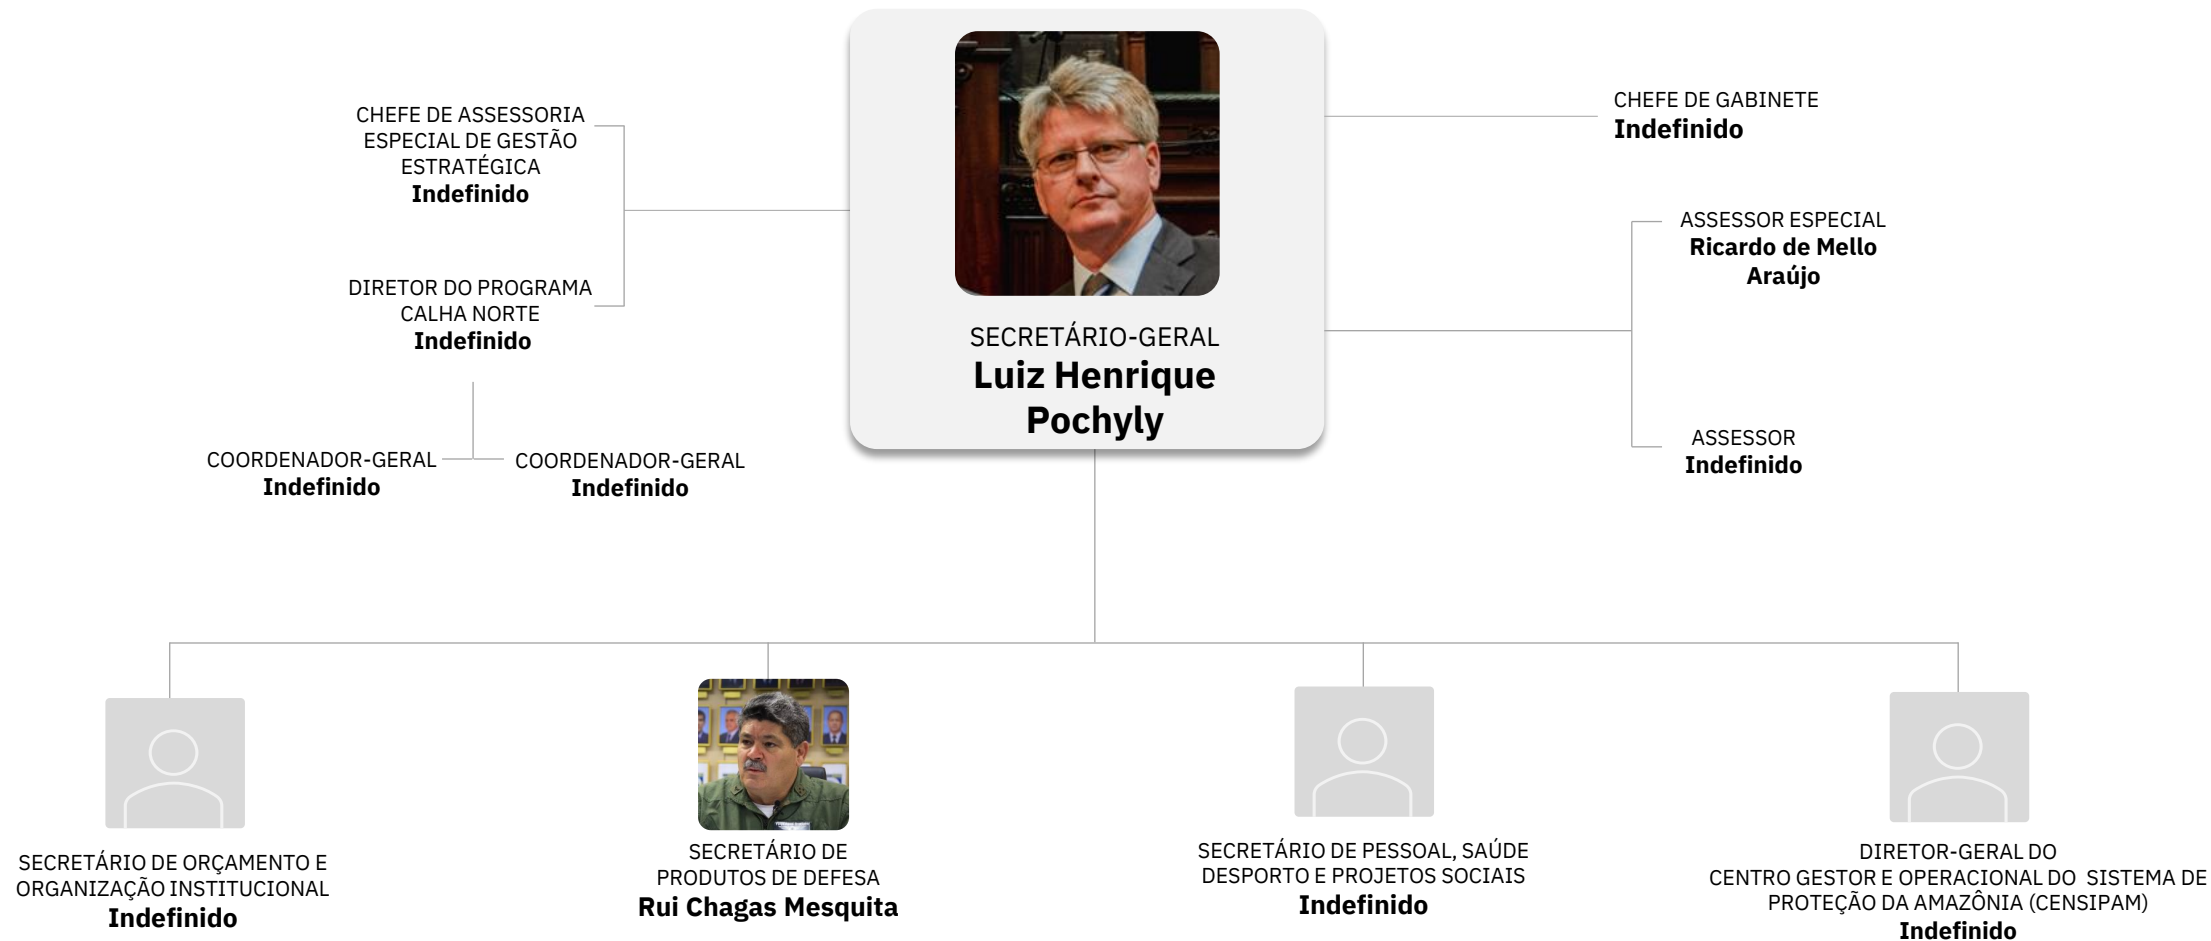 CHEFE DE ASSESSORIA
ESPECIAL DE GESTÃO
ESTRATÉGICA
Indefinido
DIRETOR DO PROGRAMA
CALHA NORTE
Indefinido
COORDENADOR-GERAL
Indefinido
COORDENADOR-GERAL
Indefinido
SECRETÁRIO-GERAL
Luiz Henrique
Pochyly
CHEFE DE GABINETE
Indefinido
ASSESSOR ESPECIAL
Ricardo de Mello
Araújo
ASSESSOR
Indefinido
SECRETÁRIO DE ORÇAMENTO E
ORGANIZAÇÃO INSTITUCIONAL
Indefinido
SECRETÁRIO DE
PRODUTOS DE DEFESA
Rui Chagas Mesquita
SECRETÁRIO DE PESSOAL, SAÚDE
DESPORTO E PROJETOS SOCIAIS
Indefinido
DIRETOR-GERAL DO
CENTRO GESTOR E OPERACIONAL DO SISTEMA DE
PROTEÇÃO DA AMAZÔNIA (CENSIPAM)
Indefinido